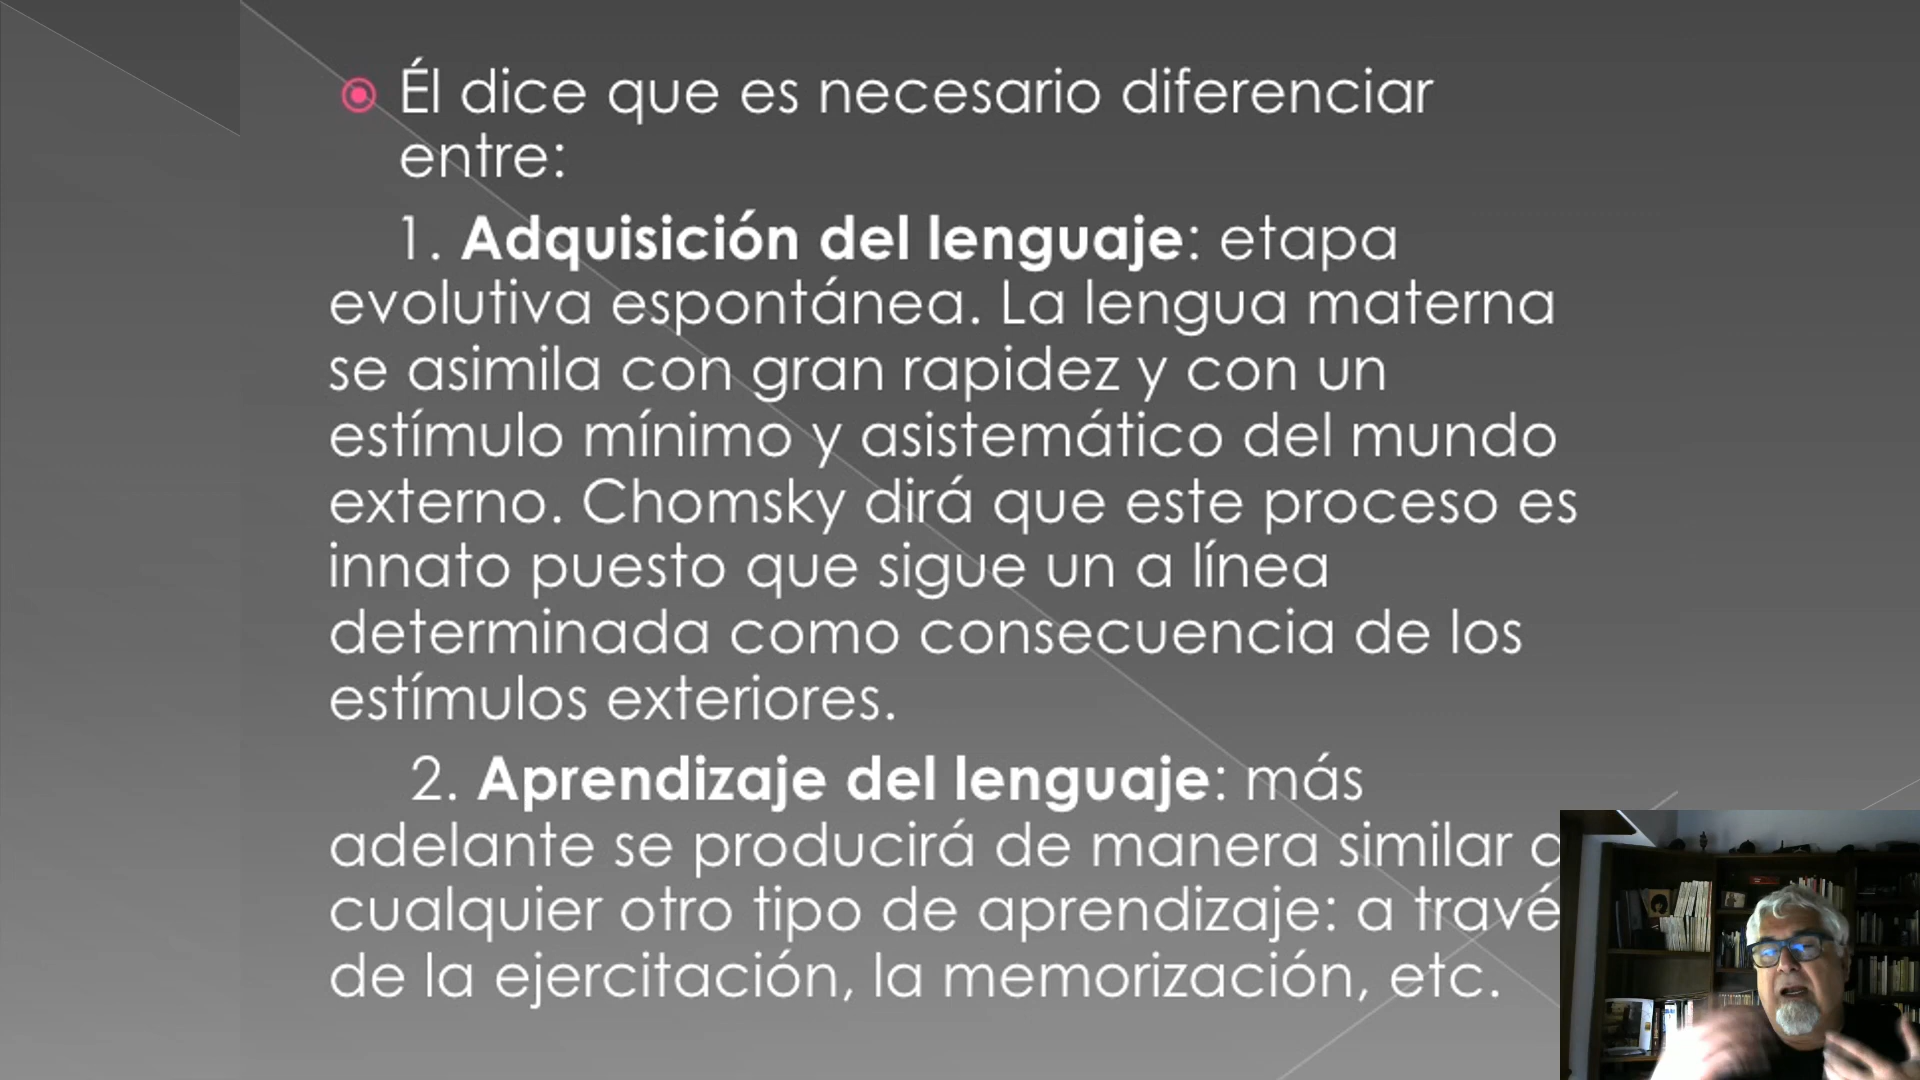 Él dice que es necesario diferenciar
entre:
1. Adquisición del lenguaje: etapa
evolutiva espontánea. La lengua materna
se asimila con gran rapidez y con un
estímulo mínimo y asistemático del mundo
externo. Chomsky dirá que este proceso es
innato puesto que sigue un a línea
determinada como consecuencia de los
estímulos exteriores.
2. Aprendizaje del lenguaje: más
adelante se producirá de manera similar a
cualquier otro tipo de aprendizaje: a travé
de la ejercitación, la memorización, etc.